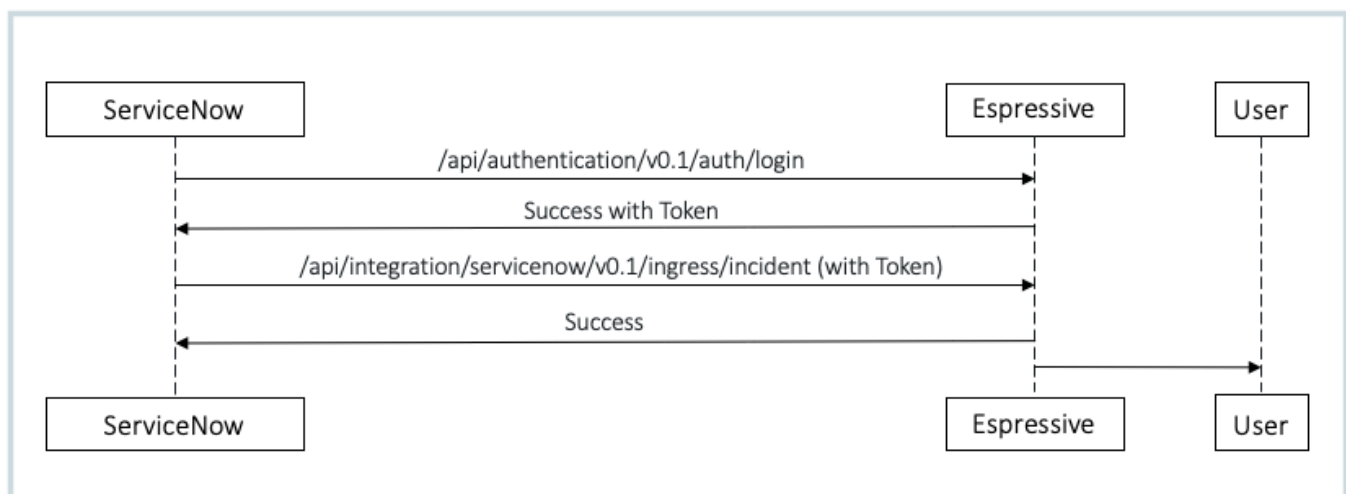 ServiceNow
Espressive
User
/api/authentication/v0.1/auth/login
Success with Token
/api/integration/servicenow/v0.1/ingress/incident (with Token)
Success
ServiceNow
Espressive
User